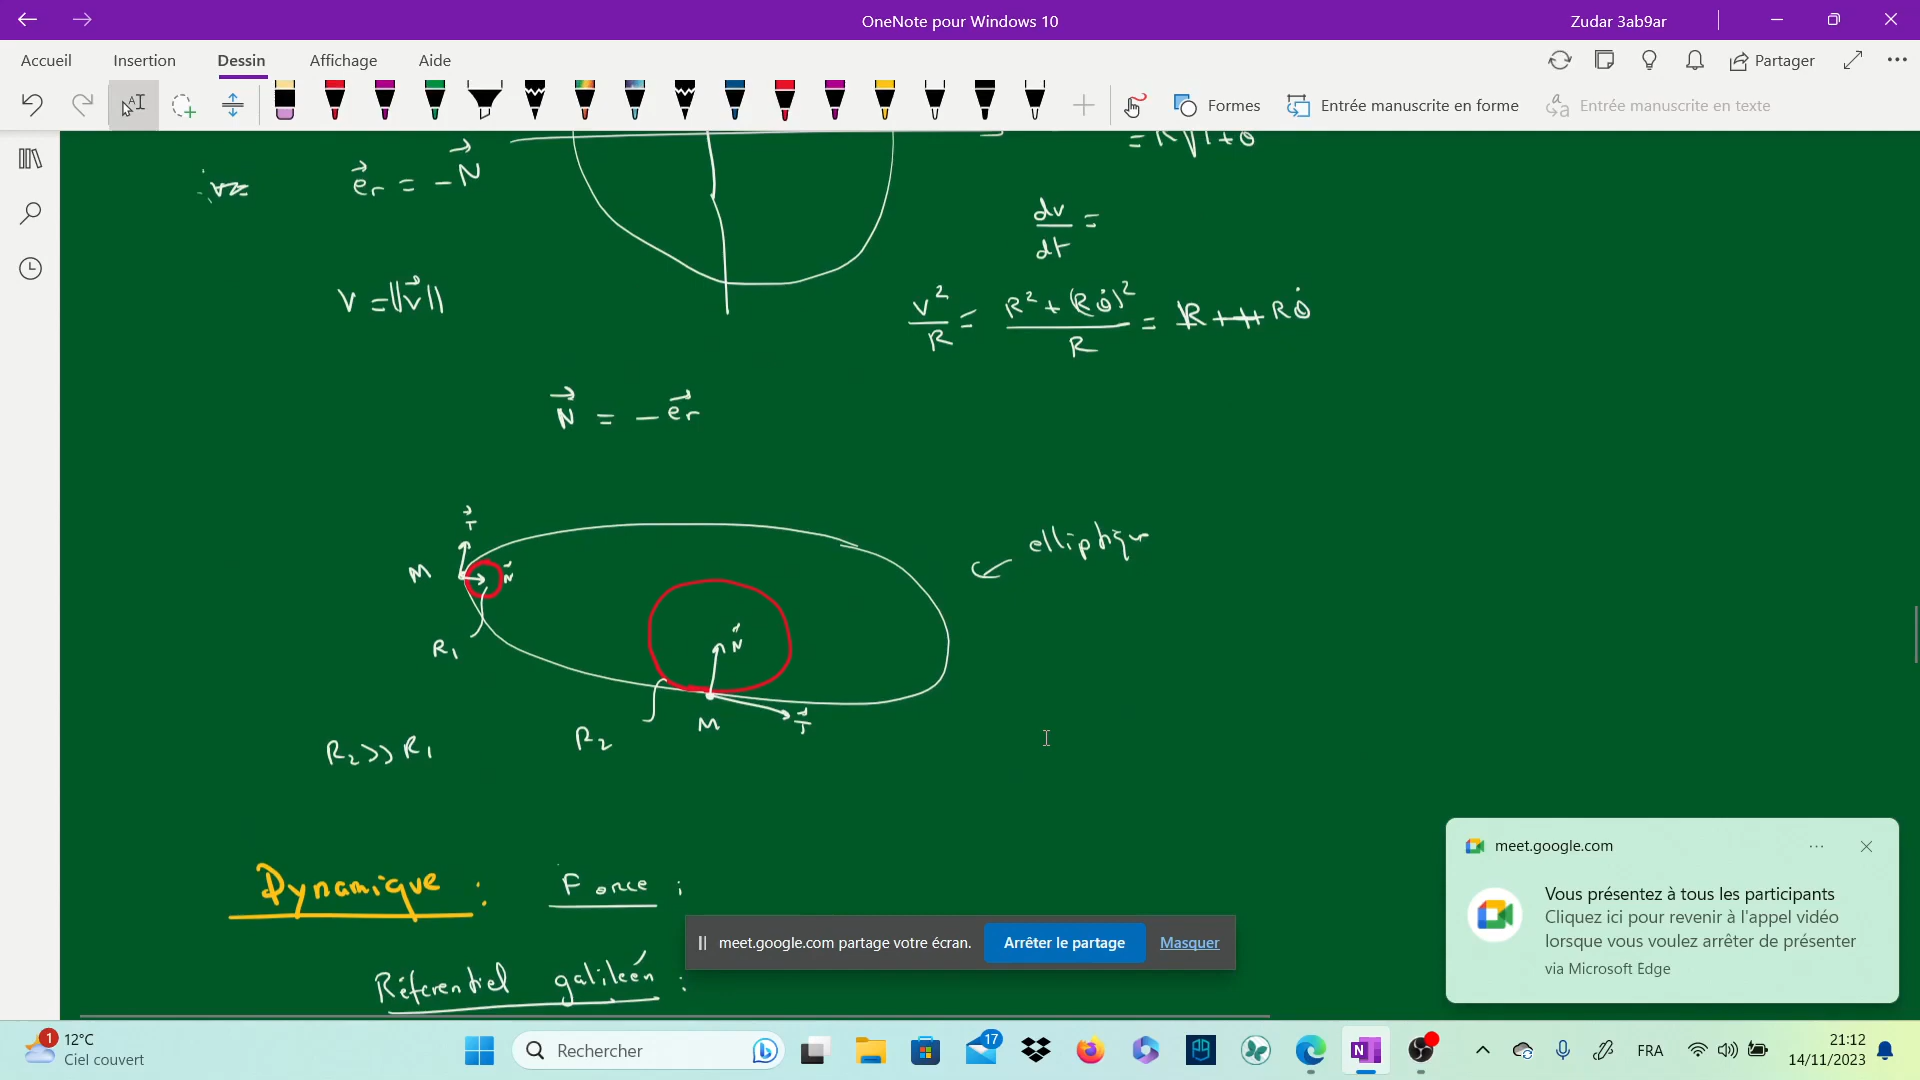 OneNote pour Windows 10
Zudar 3ab9ar
Accueil Insertion Dessin Affichage Aide
Partager
Formes
Entrée manuscrite en forme
Entrée manuscrite en texte
e⃗r = -N⃗
dv/dt =
v = ||v⃗||
v²/R = (R² + (Rθ̇)²)/R = R + Rθ̇
N⃗ = -e⃗r
T⃗
elliptique
M
N⃗
R₁
N⃗
T⃗
M
R₂
R₂ >> R₁
Dynamique : Force :
Référentiel galiléen :
meet.google.com partage votre écran. Arrêter le partage Masquer
meet.google.com
Vous présentez à tous les participants
Cliquez ici pour revenir à l'appel vidéo
lorsque vous voulez arrêter de présenter
via Microsoft Edge
1
12°C
Ciel couvert
Rechercher
17
FRA
21:12
14/11/2023